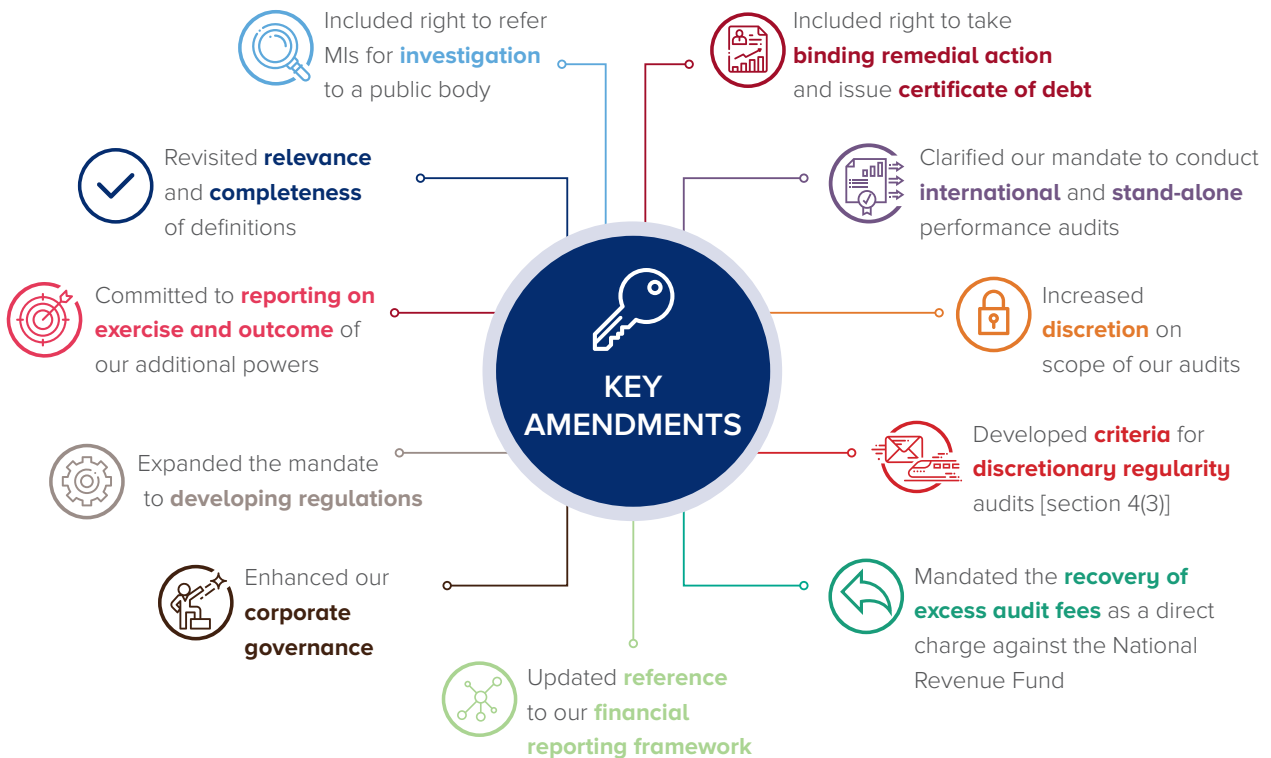 Included right to refer
MIs for investigation
to a public body
Included right to take
binding remedial action
and issue certificate of debt
Revisited relevance
and completeness
of definitions
Clarified our mandate to conduct
international and stand-alone
performance audits
Committed to reporting on
exercise and outcome of
our additional powers
Increased
discretion on
scope of our audits
KEY
AMENDMENTS
Expanded the mandate
to developing regulations
Developed criteria for
discretionary regularity
audits [section 4(3)]
Enhanced our
corporate
governance
Mandated the recovery of
excess audit fees as a direct
charge against the National
Revenue Fund
Updated reference
to our financial
reporting framework